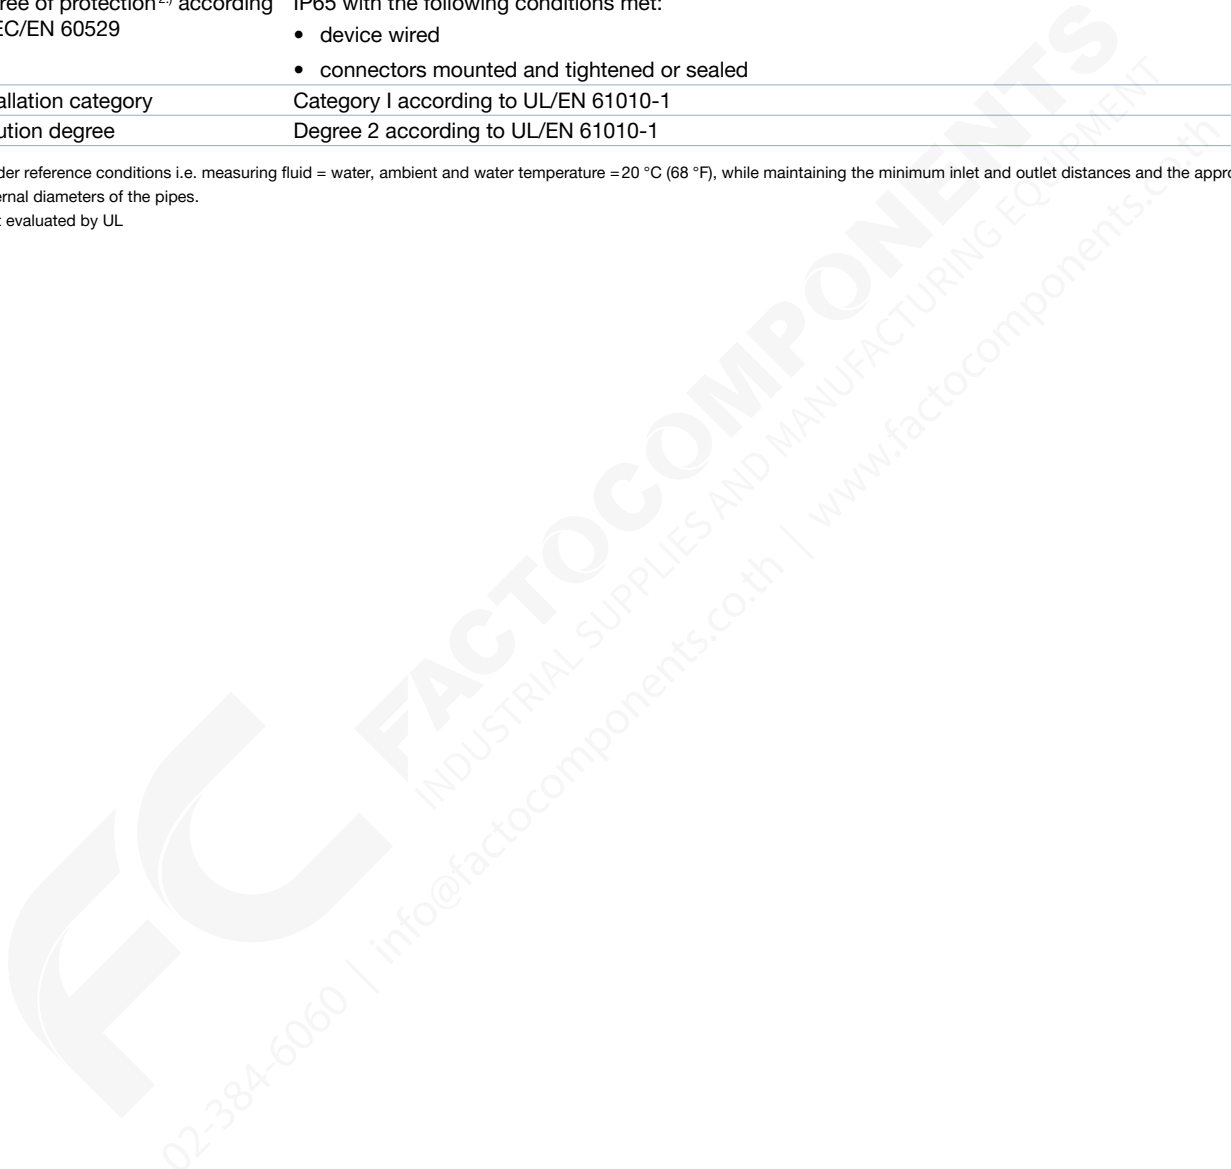 ree of protection 2.) according IP65 with the following conditions met:
EC/EN 60529
• device wired
• connectors mounted and tightened or sealed
allation category Category I according to UL/EN 61010-1
ution degree Degree 2 according to UL/EN 61010-1
der reference conditions i.e. measuring fluid = water, ambient and water temperature = 20 °C (68 °F), while maintaining the minimum inlet and outlet distances and the appro
ernal diameters of the pipes.
t evaluated by UL
FC FACTOCOMPONENTS
INDUSTRIAL SUPPLIES AND MANUFACTURING EQUIPMENT
02-384-6060 | info@factocomponents.co.th | www.factocomponents.co.th